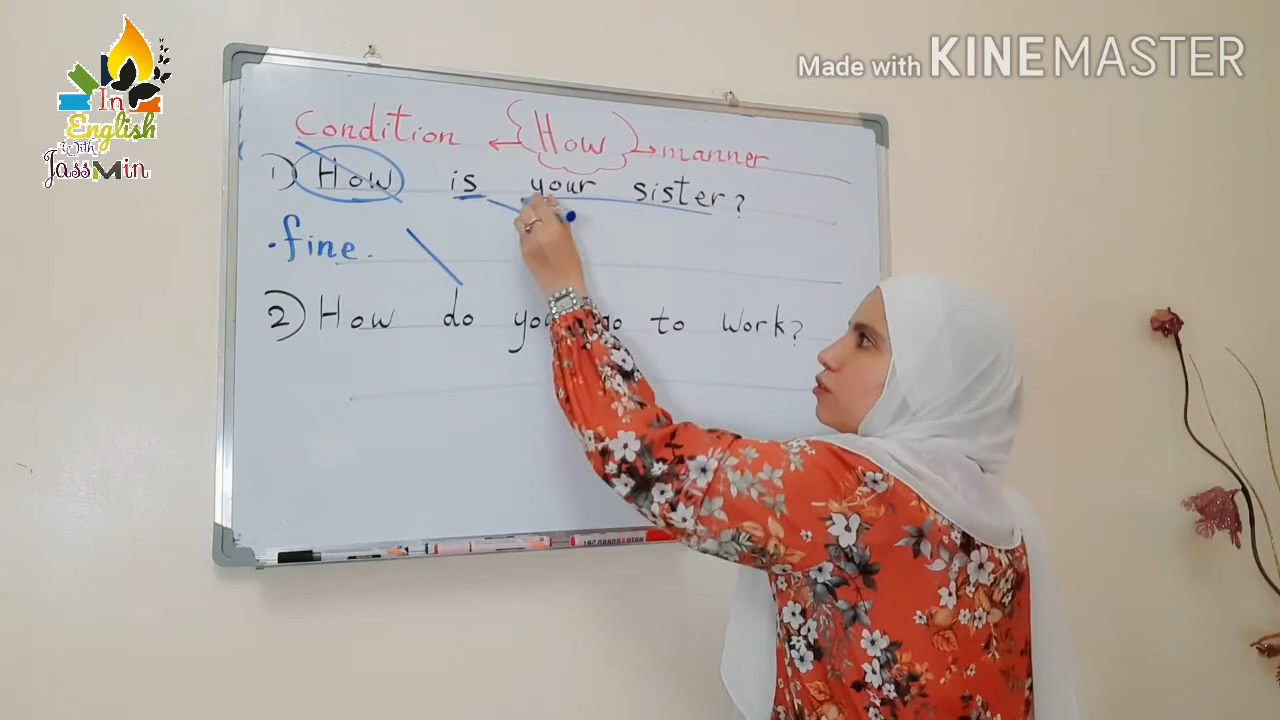 In
English
with
Jassmin
Made with KINEMASTER
Condition ← How → manner
1) How is your sister?
. fine.
2) How do you go to work?